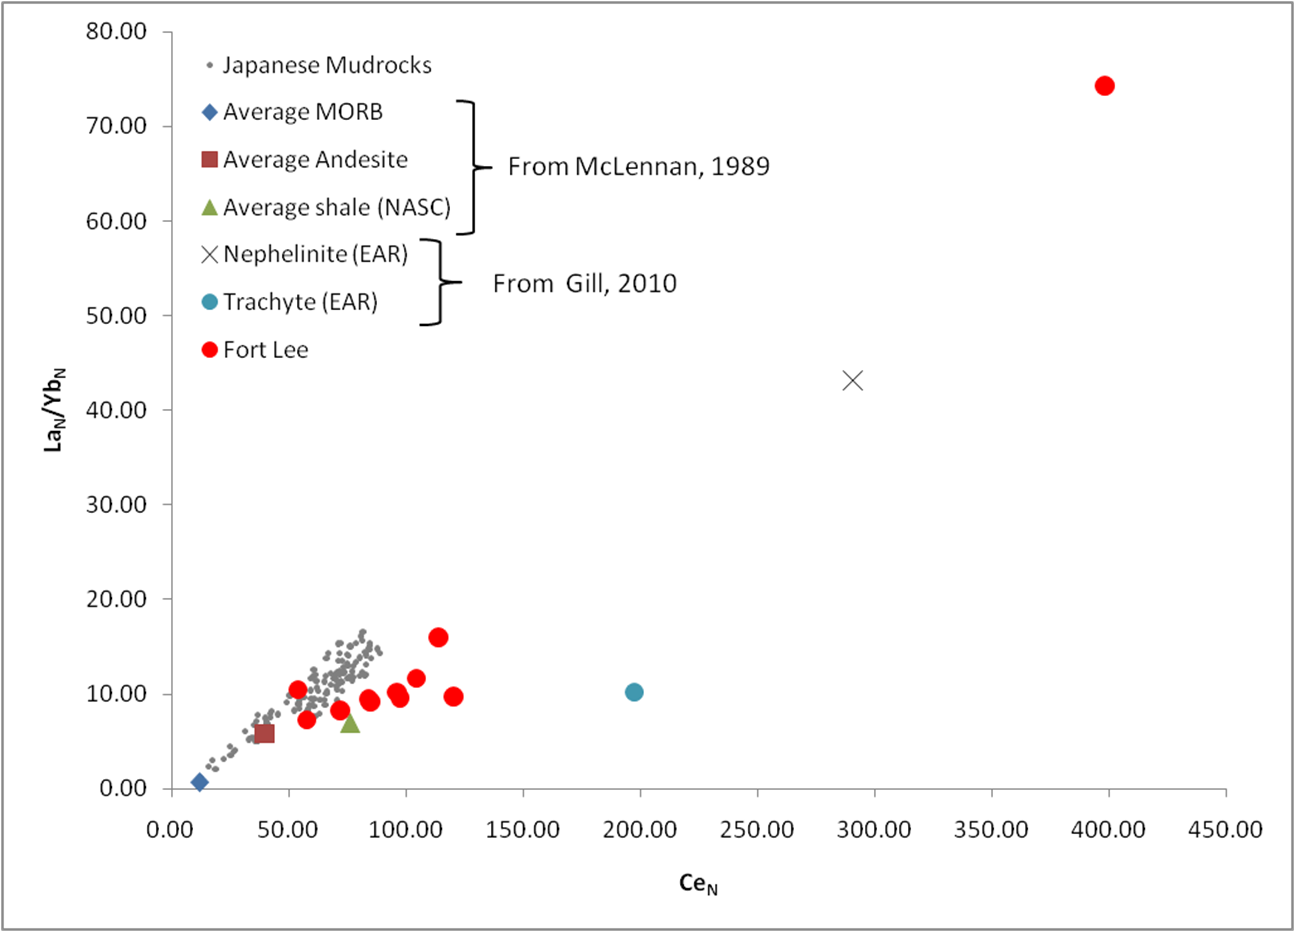 80.00
70.00
60.00
50.00
40.00
30.00
20.00
10.00
0.00
La_N/Yb_N
Japanese Mudrocks
Average MORB
Average Andesite
Average shale (NASC)
Nephelinite (EAR)
Trachyte (EAR)
Fort Lee
From McLennan, 1989
From Gill, 2010
0.00 50.00 100.00 150.00 200.00 250.00 300.00 350.00 400.00 450.00
Ce_N